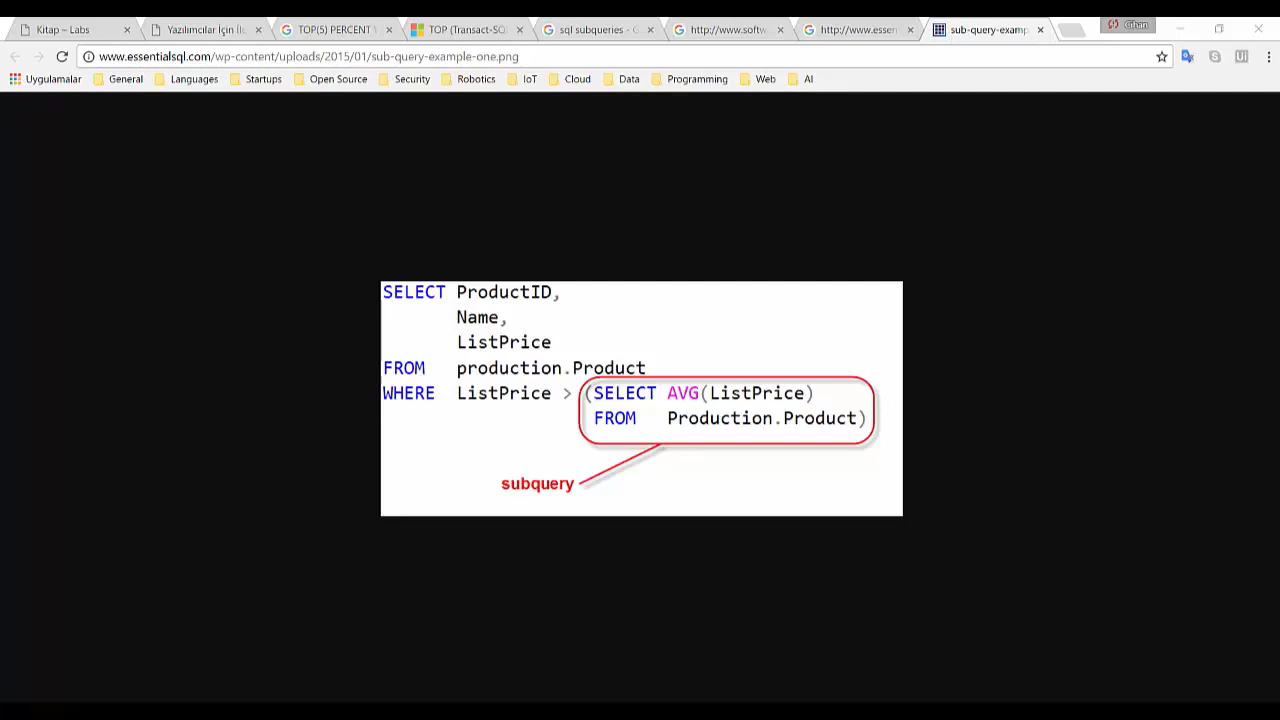 Kitap – Labs
Yazılımcılar İçin (L
TOP(5) PERCENT
TOP (Transact-SQ
sql subqueries - G
http://www.softw
http://www.essen
sub-query-examp
Cihan
www.essentialsql.com/wp-content/uploads/2015/01/sub-query-example-one.png
Uygulamalar General Languages Startups Open Source Security Robotics IoT Cloud Data Programming Web AI
SELECT ProductID,
Name,
ListPrice
FROM production.Product
WHERE ListPrice > (SELECT AVG(ListPrice)
FROM Production.Product)
subquery